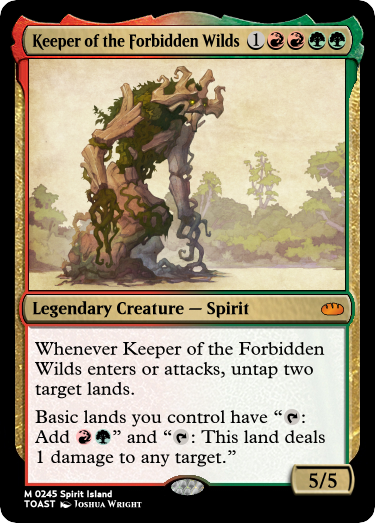 Keeper of the Forbidden Wilds 1
Legendary Creature — Spirit
Whenever Keeper of the Forbidden
Wilds enters or attacks, untap two
target lands.
Basic lands you control have “ :
Add ” and “ : This land deals
1 damage to any target.”
5/5
M 0245 Spirit Island
TOAST Joshua Wright